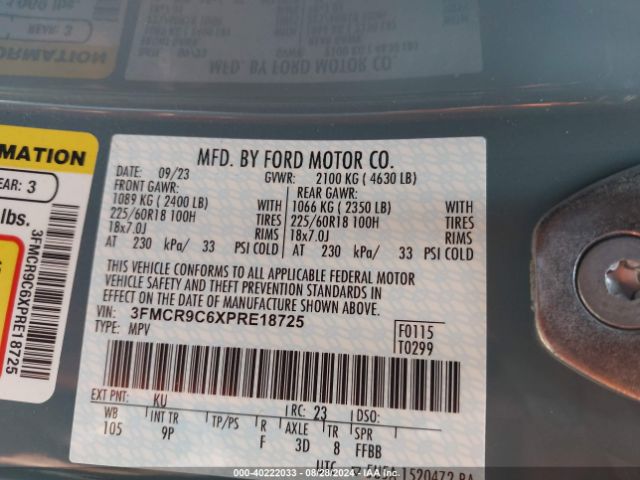 MFD. BY FORD MOTOR CO.
MATION
EAR: 3
lbs.
3FMCR9C6XPRE18725
MFD. BY FORD MOTOR CO.
DATE: 09/23 GVWR: 2100 KG ( 4630 LB)
FRONT GAWR: REAR GAWR:
1089 KG ( 2400 LB) WITH 1066 KG ( 2350 LB) WITH
225/60R18 100H TIRES 225/60R18 100H TIRES
18x7.0J RIMS 18x7.0J RIMS
AT 230 kPa/ 33 PSI COLD AT 230 kPa/ 33 PSI COLD
THIS VEHICLE CONFORMS TO ALL APPLICABLE FEDERAL MOTOR
VEHICLE SAFETY AND THEFT PREVENTION STANDARDS IN
EFFECT ON THE DATE OF MANUFACTURE SHOWN ABOVE.
VIN: 3FMCR9C6XPRE18725 F0115
TYPE: MPV T0299
EXT PNT: KU RC: 23 DSO:
WB INT TR TP/PS R AXLE TR SPR
105 9P F 3D 8 FFBB
UTC
000-40222033 - 08/28/2024 - IAAI.COM